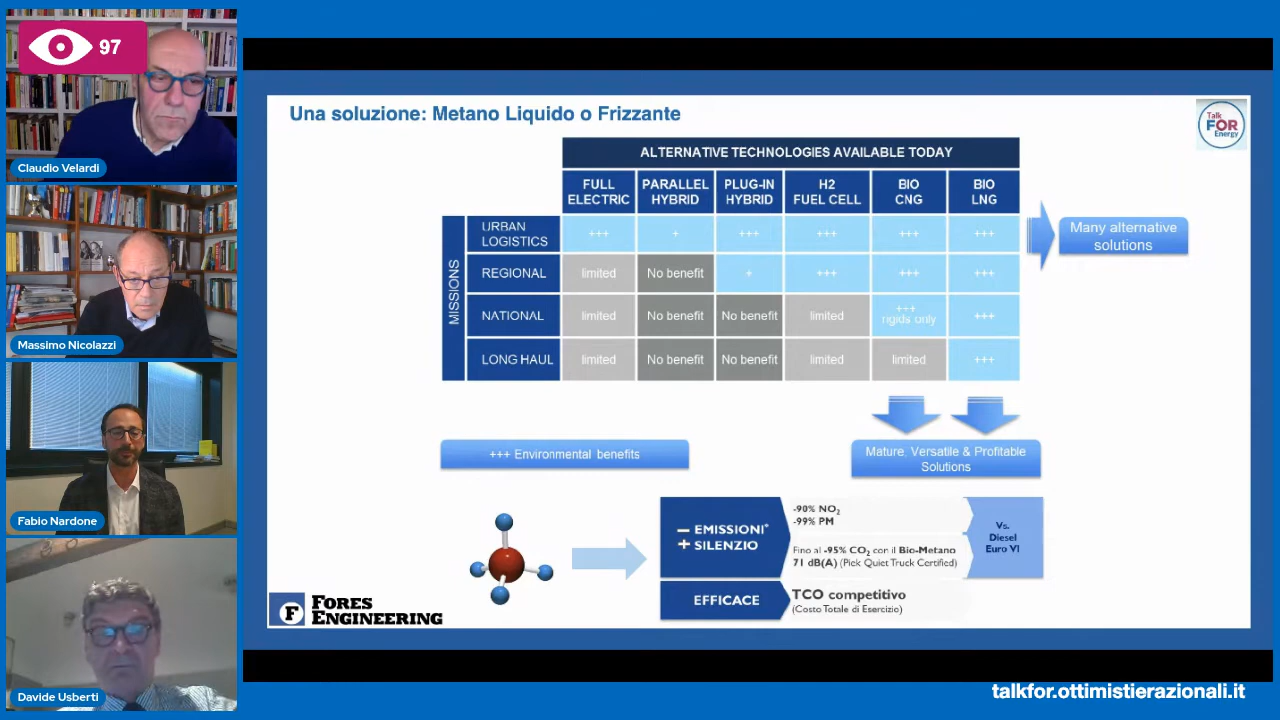 97
Claudio Velardi
Massimo Nicolazzi
Fabio Nardone
Davide Usberti
Una soluzione: Metano Liquido o Frizzante
Talk
FOR
Energy
ALTERNATIVE TECHNOLOGIES AVAILABLE TODAY
FULL ELECTRIC
PARALLEL HYBRID
PLUG-IN HYBRID
H2 FUEL CELL
BIO CNG
BIO LNG
MISSIONS
URBAN LOGISTICS
+++
+
+++
+++
+++
+++
REGIONAL
limited
No benefit
+
+++
+++
+++
NATIONAL
limited
No benefit
No benefit
limited
+++
rigids only
+++
LONG HAUL
limited
No benefit
No benefit
limited
limited
+++
Many alternative
solutions
+++ Environmental benefits
Mature, Versatile & Profitable
Solutions
− EMISSIONI*
+ SILENZIO
-90% NO₂
-99% PM
Fino al -95% CO₂ con il Bio-Metano
71 dB(A) (Pick Quiet Truck Certified)
Vs.
Diesel
Euro VI
EFFICACE
TCO competitivo
(Costo Totale di Esercizio)
F
FORES
ENGINEERING
talkfor.ottimistierazionali.it